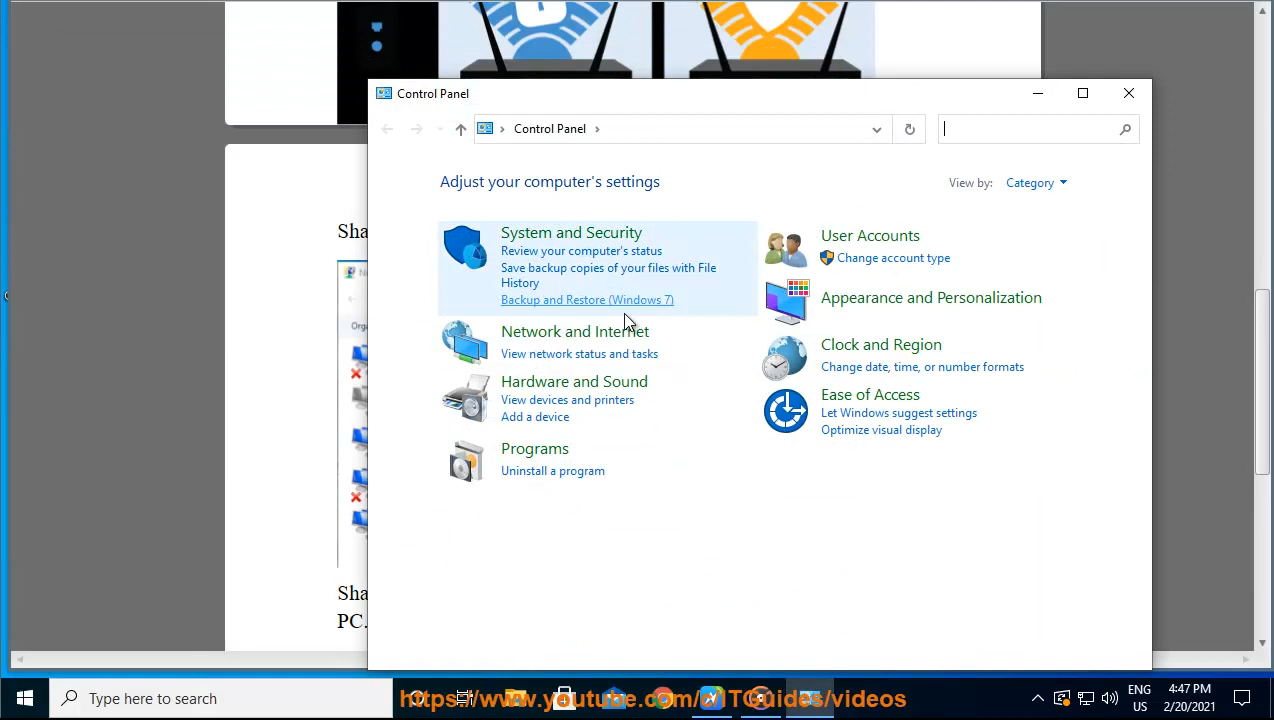 Control Panel
Control Panel
Adjust your computer's settings
View by: Category
System and Security
Review your computer's status
Save backup copies of your files with File
History
Backup and Restore (Windows 7)
Network and Internet
View network status and tasks
Hardware and Sound
View devices and printers
Add a device
Programs
Uninstall a program
User Accounts
Change account type
Appearance and Personalization
Clock and Region
Change date, time, or number formats
Ease of Access
Let Windows suggest settings
Optimize visual display
Sha
Orga
Sha
PC.
Type here to search
https://www.youtube.com/c/ITGuides/videos
ENG
US
4:47 PM
2/20/2021